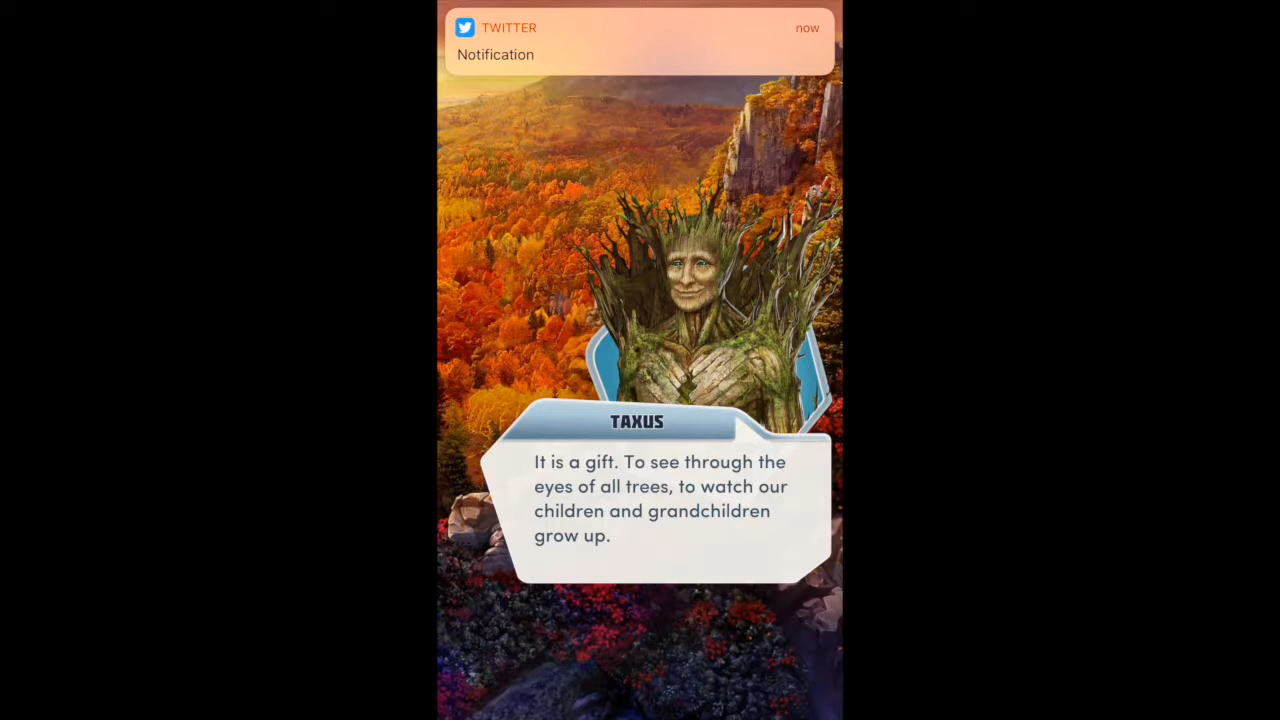 TWITTER now
Notification
TAXUS
It is a gift. To see through the
eyes of all trees, to watch our
children and grandchildren
grow up.